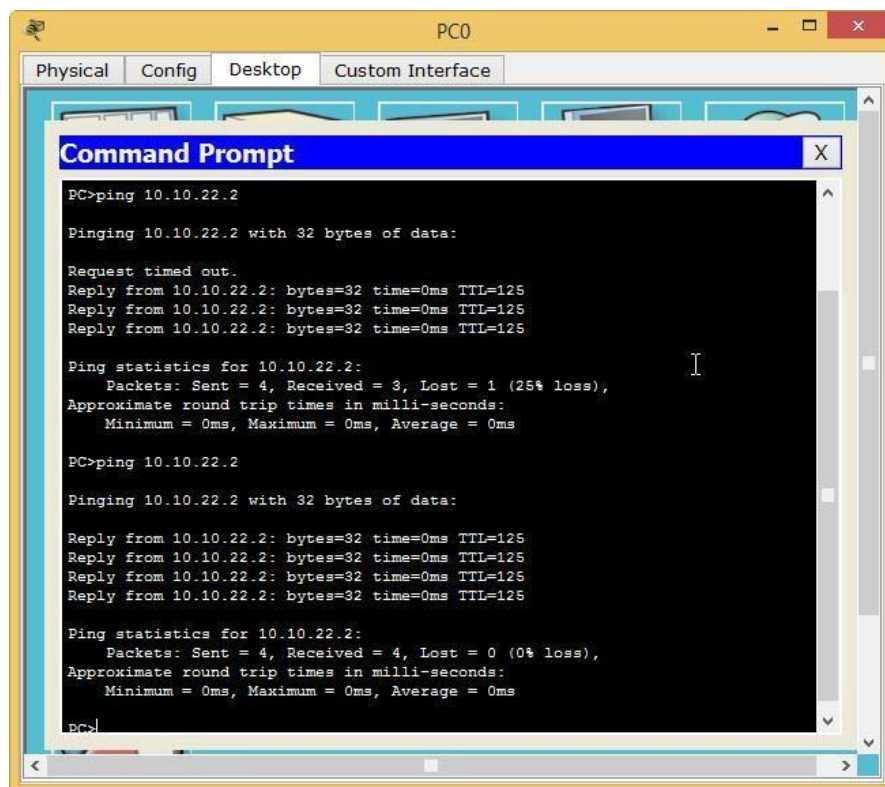 PC0
Physical Config Desktop Custom Interface
Command Prompt X
PC>ping 10.10.22.2
Pinging 10.10.22.2 with 32 bytes of data:
Request timed out.
Reply from 10.10.22.2: bytes=32 time=0ms TTL=125
Reply from 10.10.22.2: bytes=32 time=0ms TTL=125
Reply from 10.10.22.2: bytes=32 time=0ms TTL=125
Ping statistics for 10.10.22.2:
Packets: Sent = 4, Received = 3, Lost = 1 (25% loss),
Approximate round trip times in milli-seconds:
Minimum = 0ms, Maximum = 0ms, Average = 0ms
PC>ping 10.10.22.2
Pinging 10.10.22.2 with 32 bytes of data:
Reply from 10.10.22.2: bytes=32 time=0ms TTL=125
Reply from 10.10.22.2: bytes=32 time=0ms TTL=125
Reply from 10.10.22.2: bytes=32 time=0ms TTL=125
Reply from 10.10.22.2: bytes=32 time=0ms TTL=125
Ping statistics for 10.10.22.2:
Packets: Sent = 4, Received = 4, Lost = 0 (0% loss),
Approximate round trip times in milli-seconds:
Minimum = 0ms, Maximum = 0ms, Average = 0ms
PC>